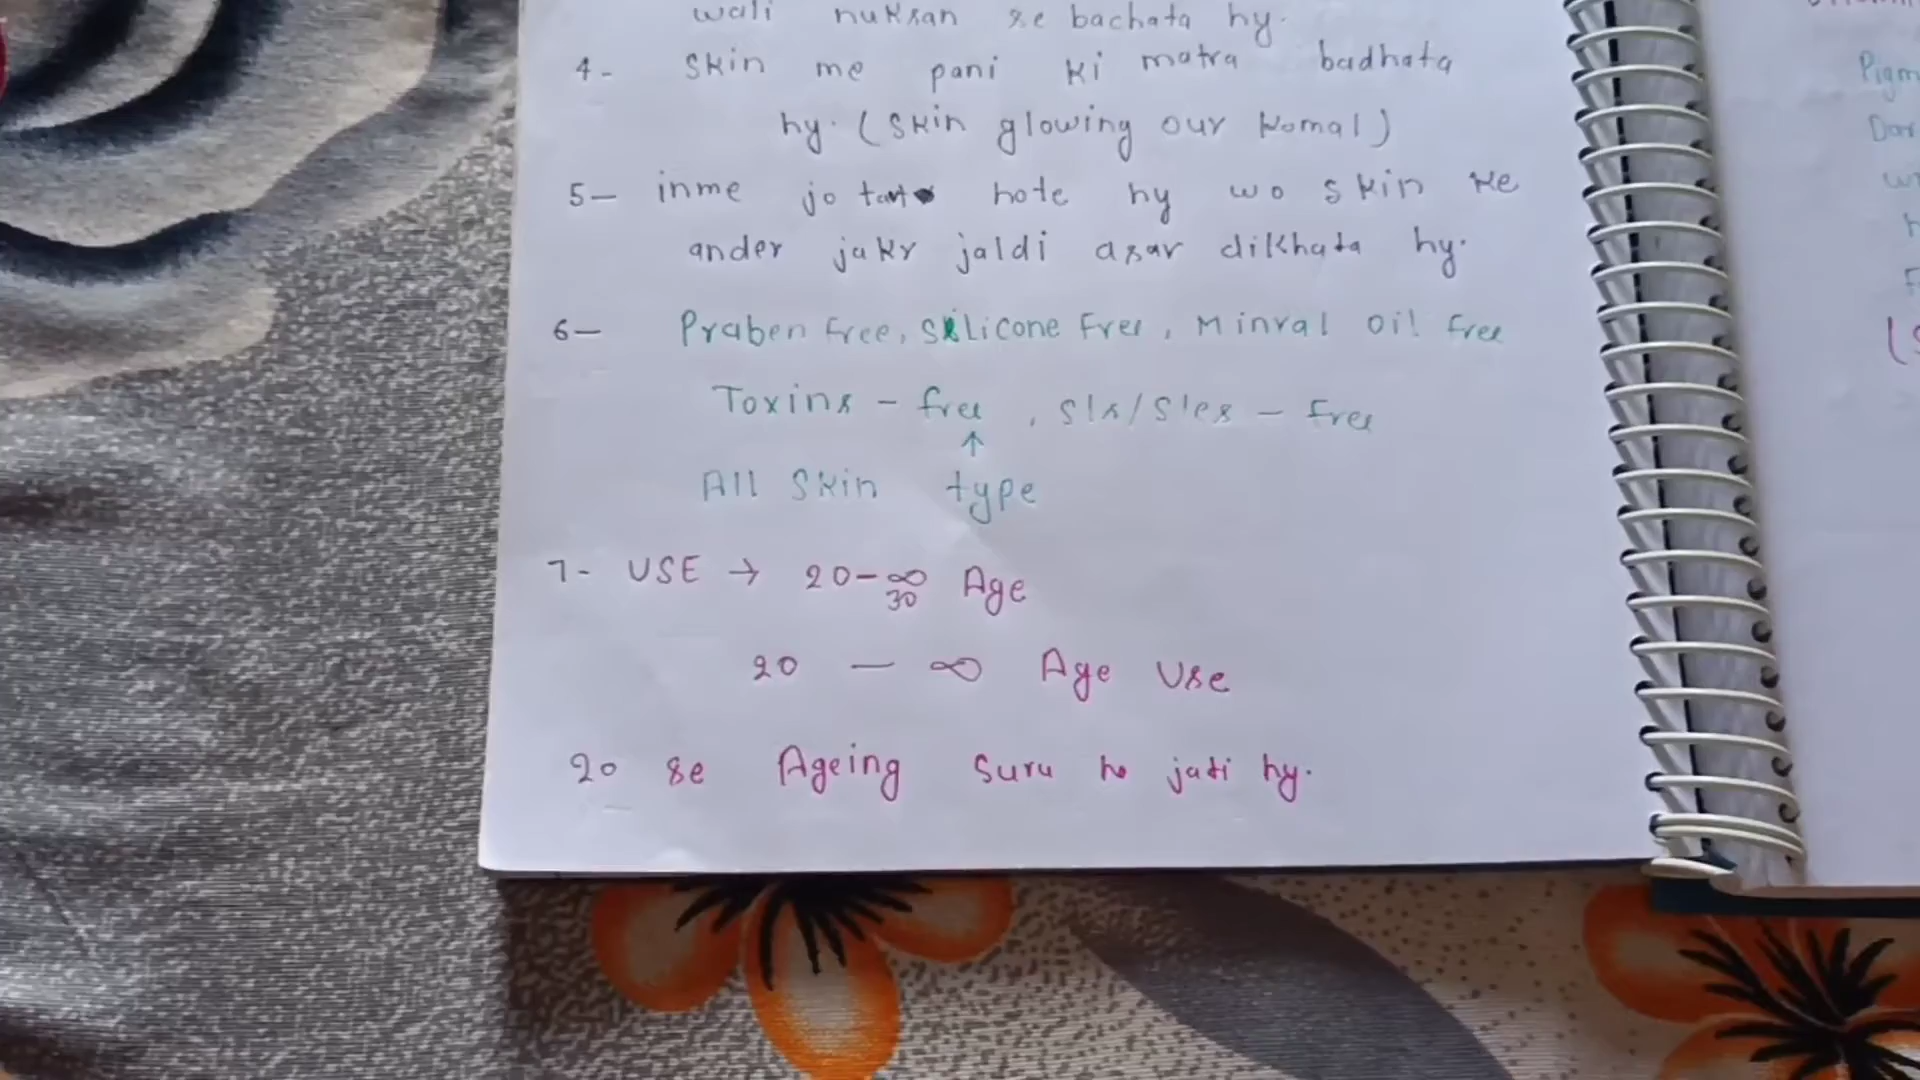 wali nuksan se bachata hy.
4- Skin me pani ki matra badhata
hy. (Skin glowing our komal)
5- inme jo tatv hote hy wo skin ke
ander jakr jaldi asar dikhata hy.
6- Praben free, Silicone Free, Minral oil free
Toxins - free, Sls/Sles - Free
↑
All Skin type
7- USE → 20-∞ Age
30
20 - ∞ Age Use
20 se Ageing Suru ho jati hy.
Pigm
Dar